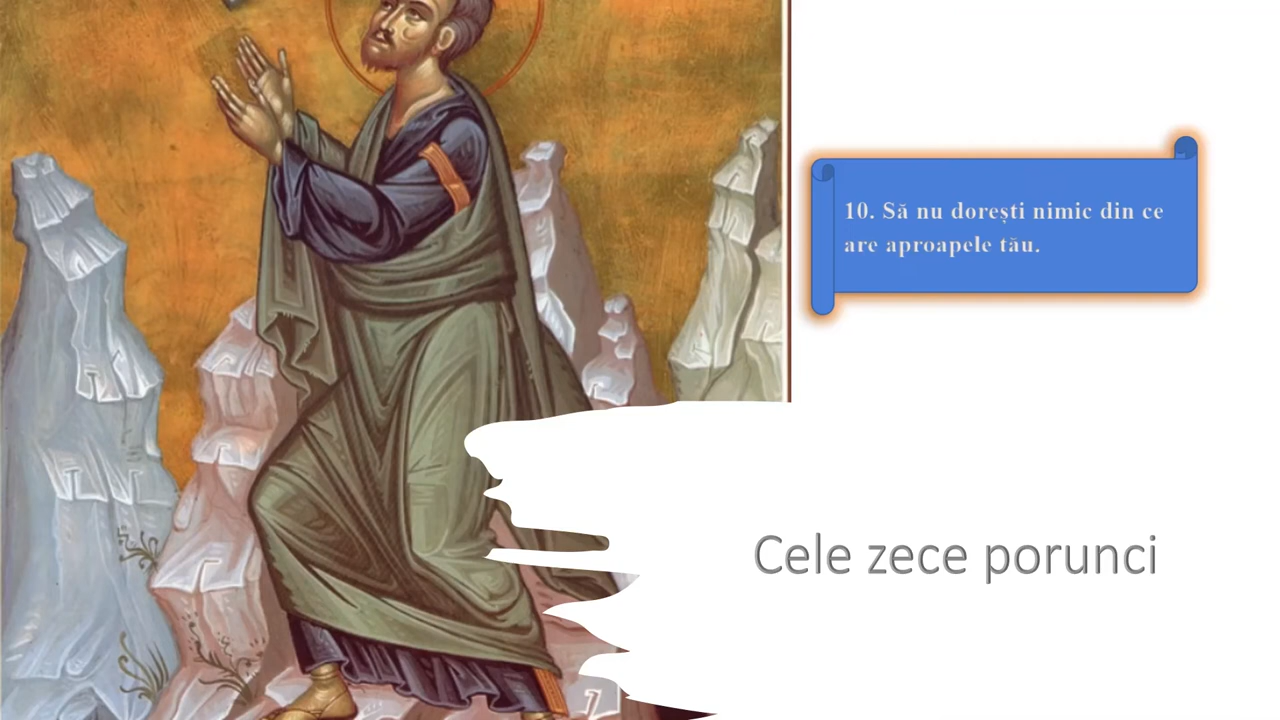 10. Să nu dorești nimic din ce
are aproapele tău.
Cele zece porunci